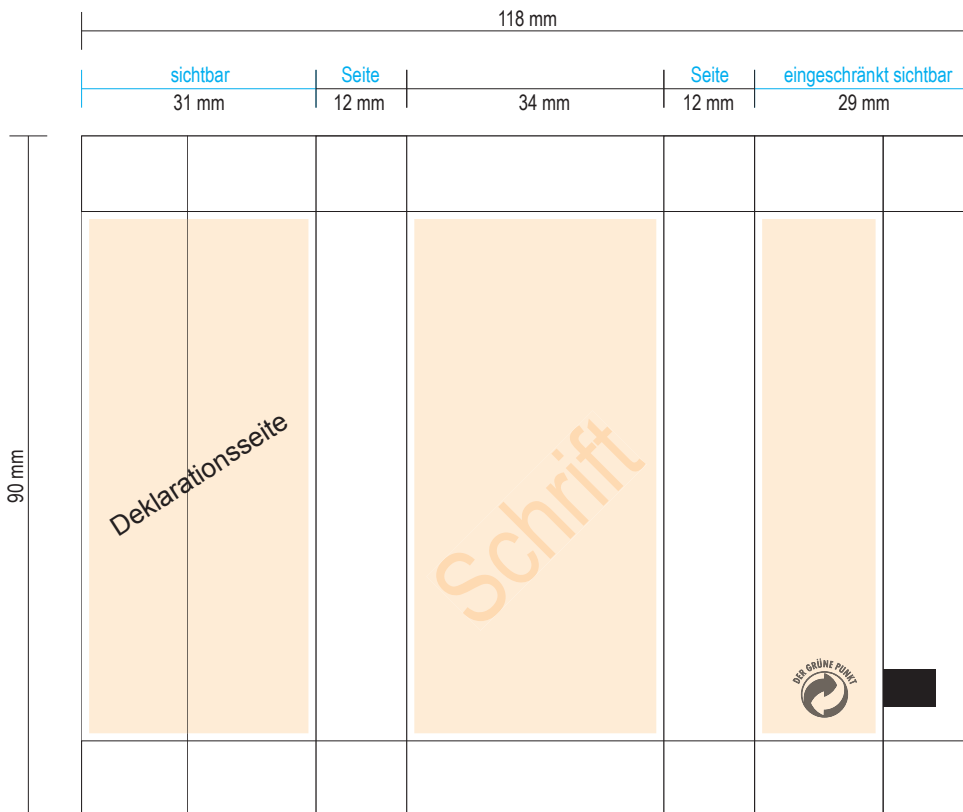 118 mm
sichtbar
Seite
Seite
eingeschränkt sichtbar
31 mm
12 mm
34 mm
12 mm
29 mm
90 mm
Deklarationsseite
Schrift
DER GRÜNE PUNKT